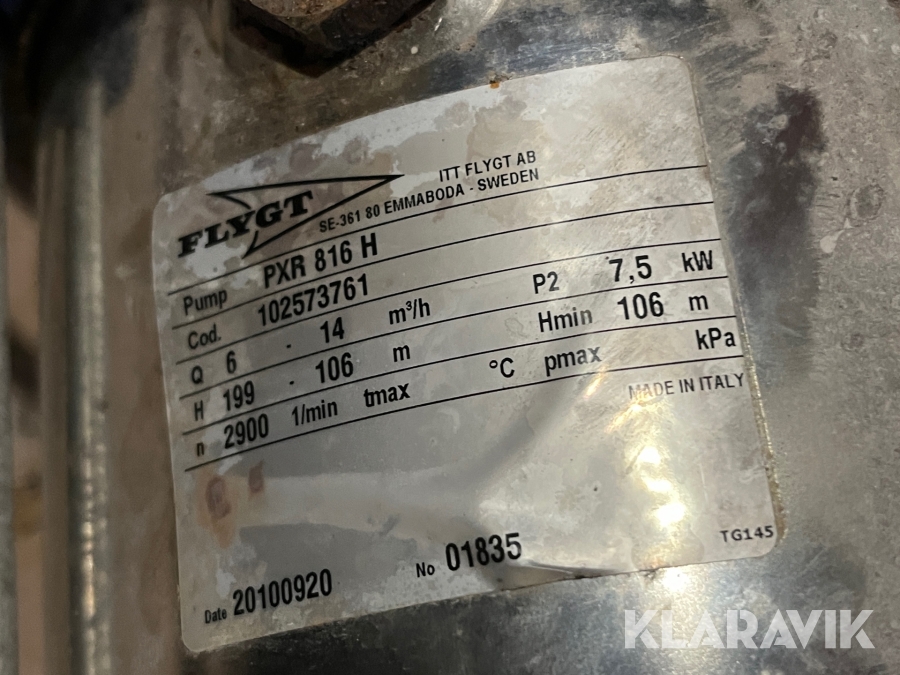 FLYGT
ITT FLYGT AB
SE-361 80 EMMABODA - SWEDEN
Pump PXR 816 H
Cod. 102573761
Q 6 - 14 m³/h P2 7,5 kW
H 199 - 106 m Hmin 106 m
n 2900 1/min tmax °C pmax kPa
MADE IN ITALY
Date 20100920 No 01835 TG145
KLARAVIK